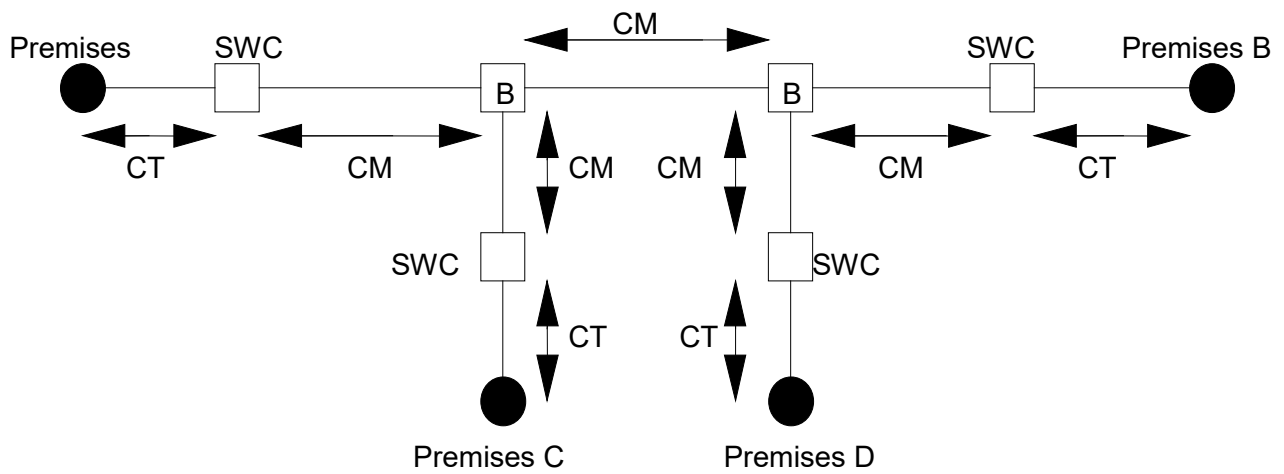 CM
Premises
SWC
SWC
Premises B
B
B
CT
CM
CM
CM
CM
CT
SWC
SWC
CT
CT
Premises C
Premises D